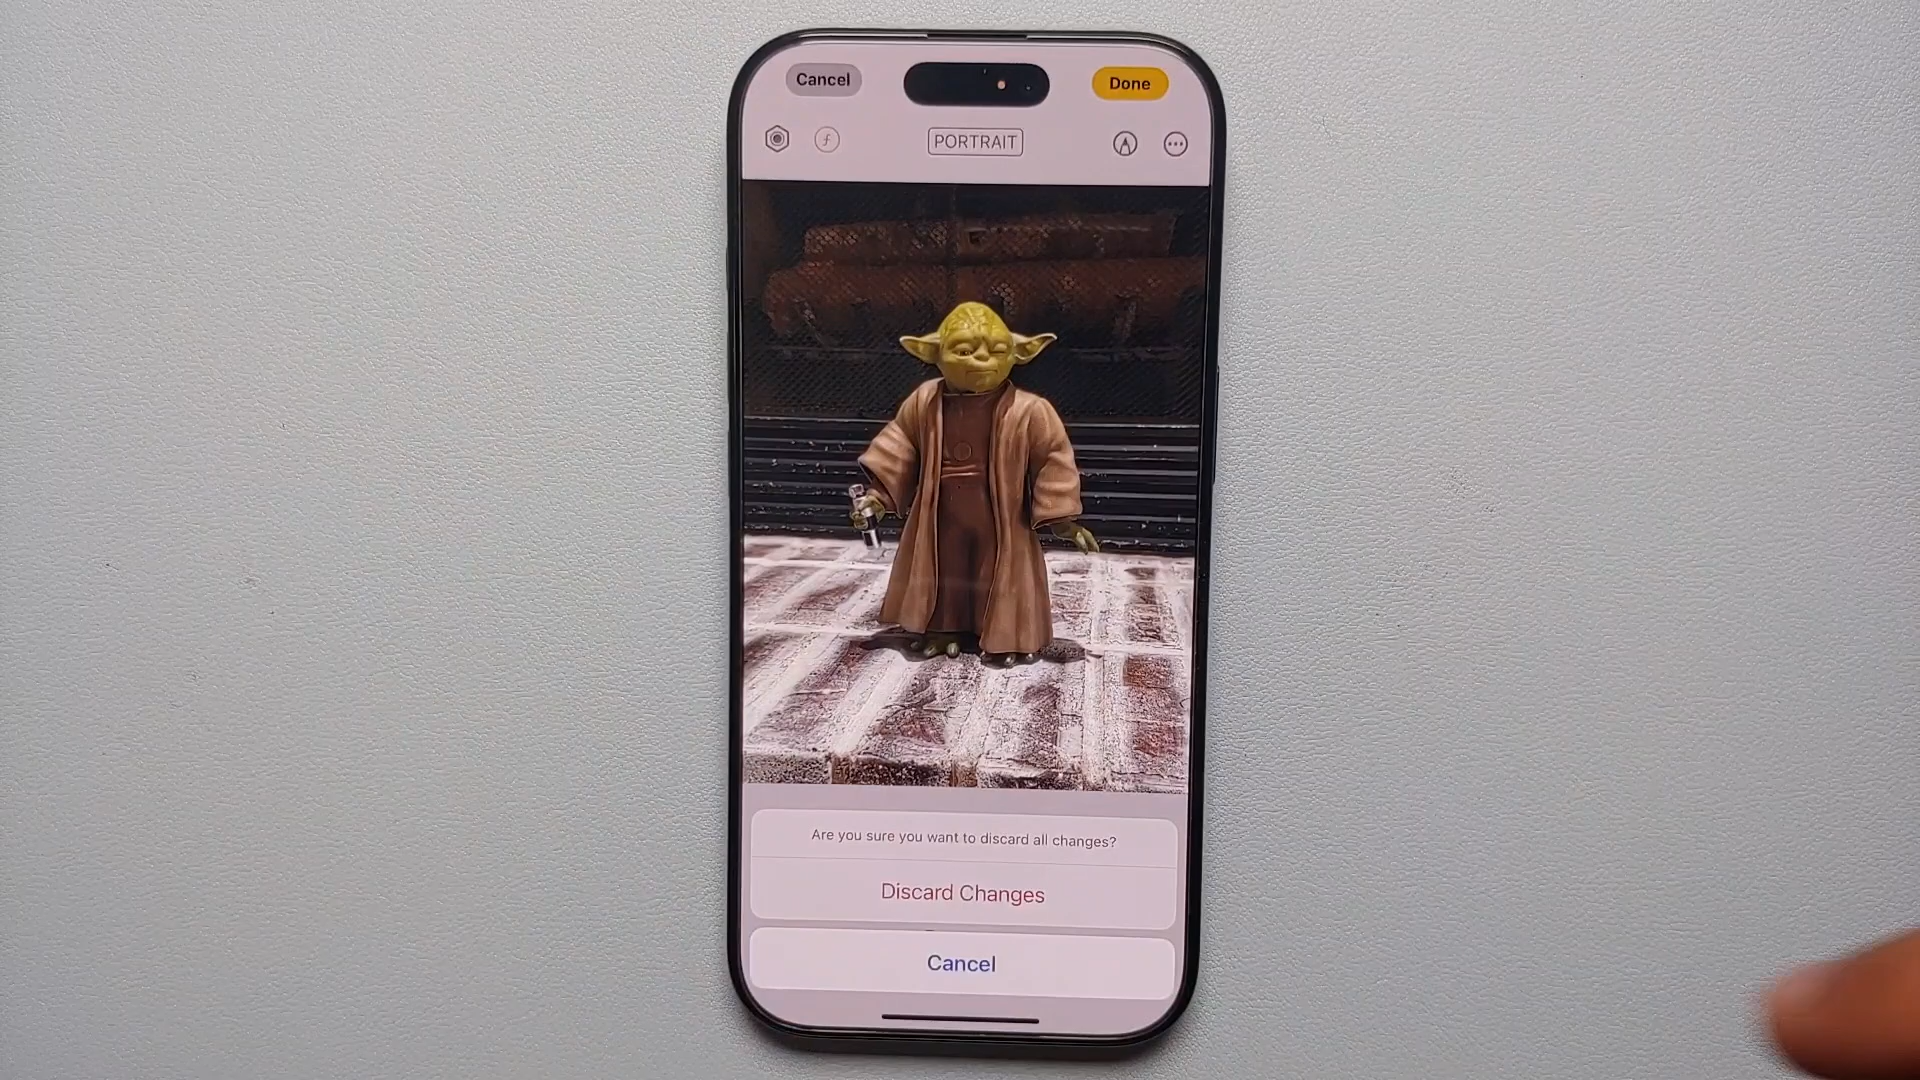 Cancel
Done
f
PORTRAIT
Are you sure you want to discard all changes?
Discard Changes
Cancel